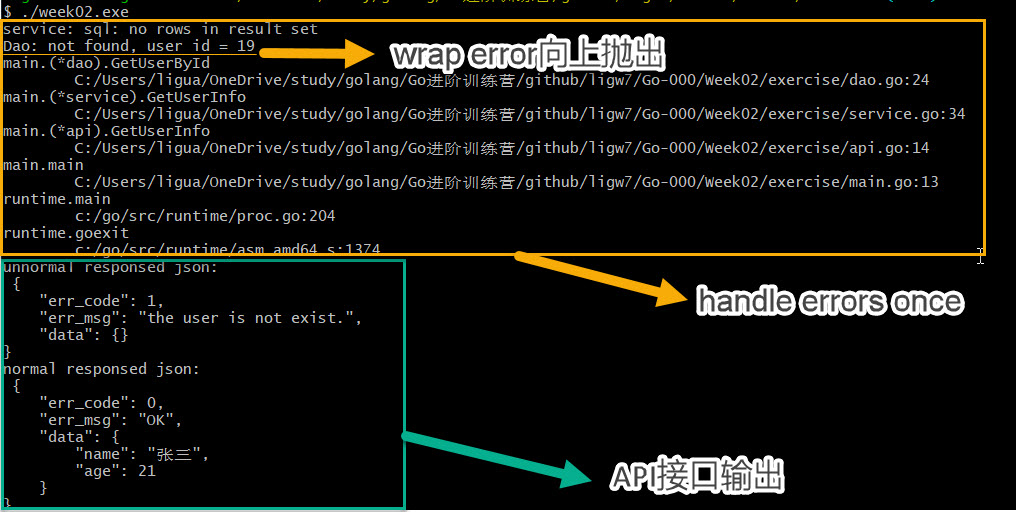 $ ./week02.exe
service: sql: no rows in result set
Dao: not found, user id = 19
wrap error向上抛出
main.(*dao).GetUserById
C:/Users/ligua/OneDrive/study/golang/Go进阶训练营/github/ligw7/Go-000/Week02/exercise/dao.go:24
main.(*service).GetUserInfo
C:/Users/ligua/OneDrive/study/golang/Go进阶训练营/github/ligw7/Go-000/Week02/exercise/service.go:34
main.(*api).GetUserInfo
C:/Users/ligua/OneDrive/study/golang/Go进阶训练营/github/ligw7/Go-000/Week02/exercise/api.go:14
main.main
C:/Users/ligua/OneDrive/study/golang/Go进阶训练营/github/ligw7/Go-000/Week02/exercise/main.go:13
runtime.main
c:/go/src/runtime/proc.go:204
runtime.goexit
c:/go/src/runtime/asm_amd64.s:1374
unnormal responsed json:
{
"err_code": 1,
"err_msg": "the user is not exist.",
"data": {}
}
handle errors once
normal responsed json:
{
"err_code": 0,
"err_msg": "OK",
"data": {
"name": "张三",
"age": 21
}
}
API接口输出